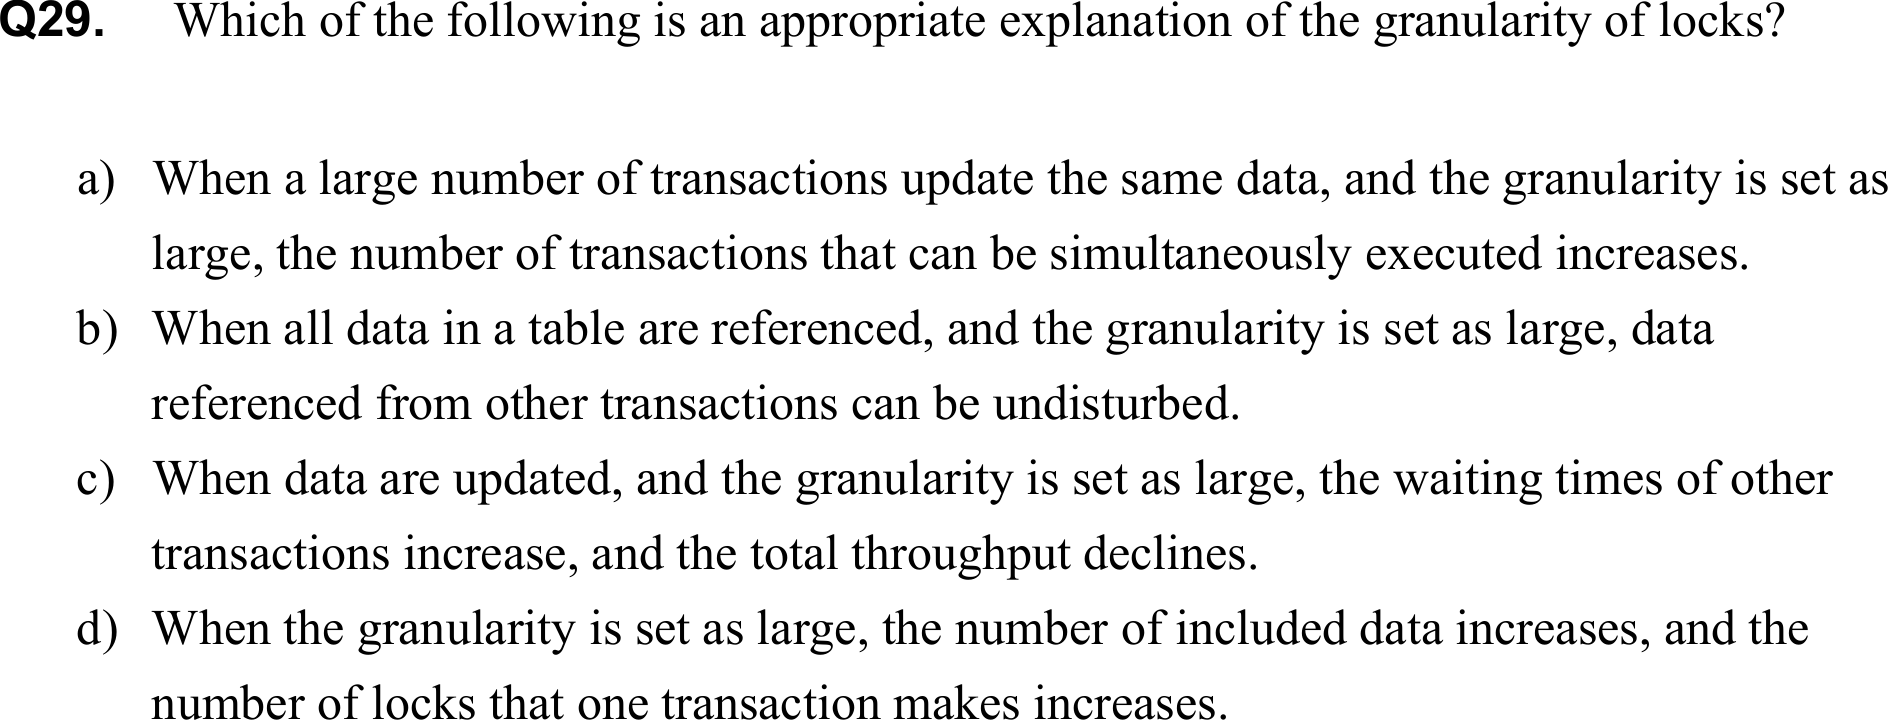 Q29. Which of the following is an appropriate explanation of the granularity of locks?
a) When a large number of transactions update the same data, and the granularity is set as
large, the number of transactions that can be simultaneously executed increases.
b) When all data in a table are referenced, and the granularity is set as large, data
referenced from other transactions can be undisturbed.
c) When data are updated, and the granularity is set as large, the waiting times of other
transactions increase, and the total throughput declines.
d) When the granularity is set as large, the number of included data increases, and the
number of locks that one transaction makes increases.